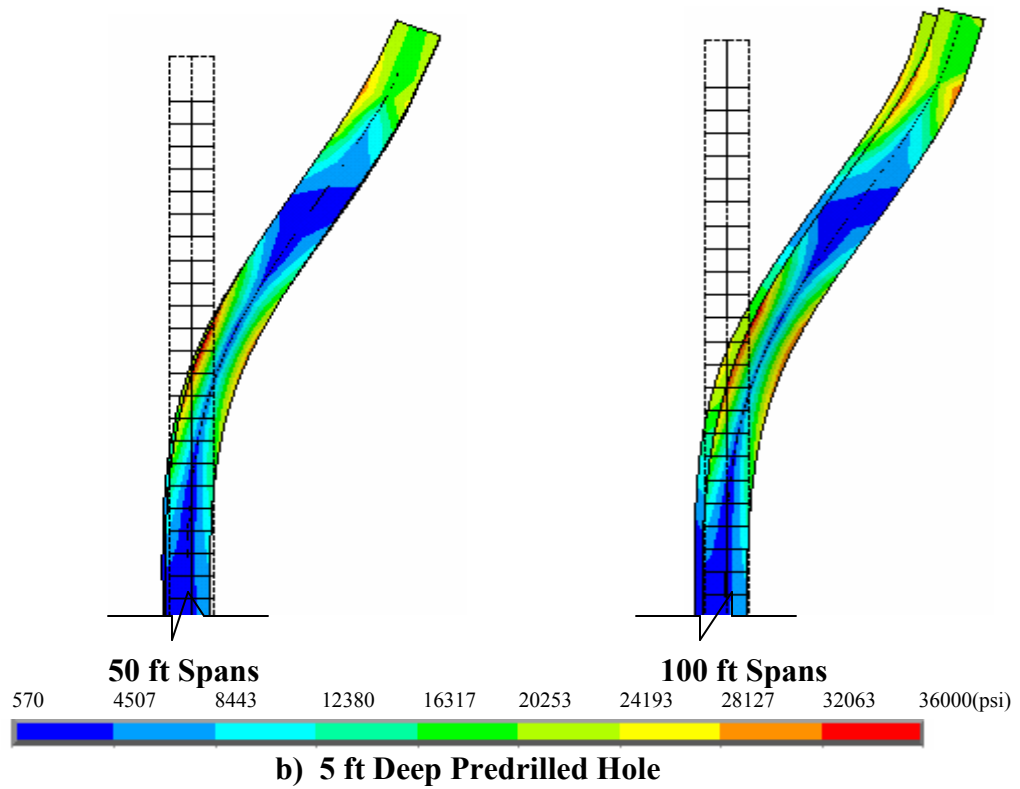 50 ft Spans 100 ft Spans
570 4507 8443 12380 16317 20253 24193 28127 32063 36000(psi)
b) 5 ft Deep Predrilled Hole